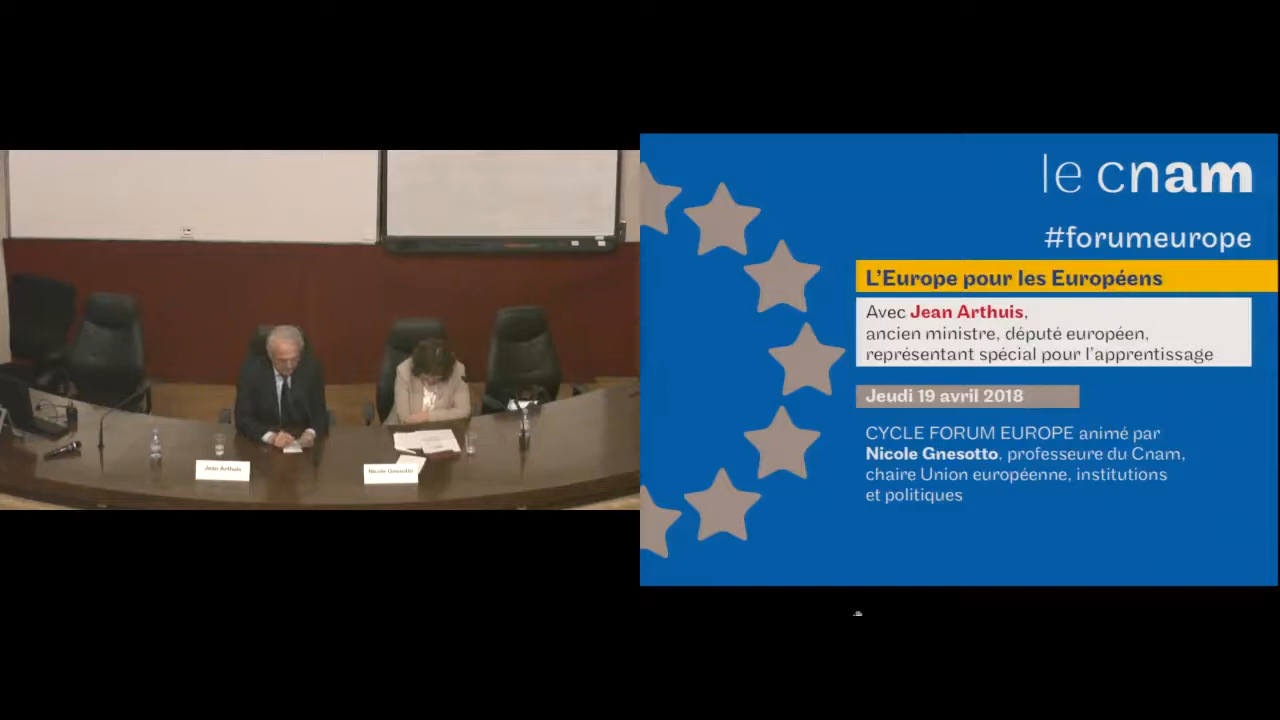 Jean Arthuis
Nicole Gnesotto
le cnam
#forumeurope
L'Europe pour les Européens
Avec Jean Arthuis,
ancien ministre, député européen,
représentant spécial pour l'apprentissage
Jeudi 19 avril 2018
CYCLE FORUM EUROPE animé par
Nicole Gnesotto, professeure du Cnam,
chaire Union européenne, institutions
et politiques